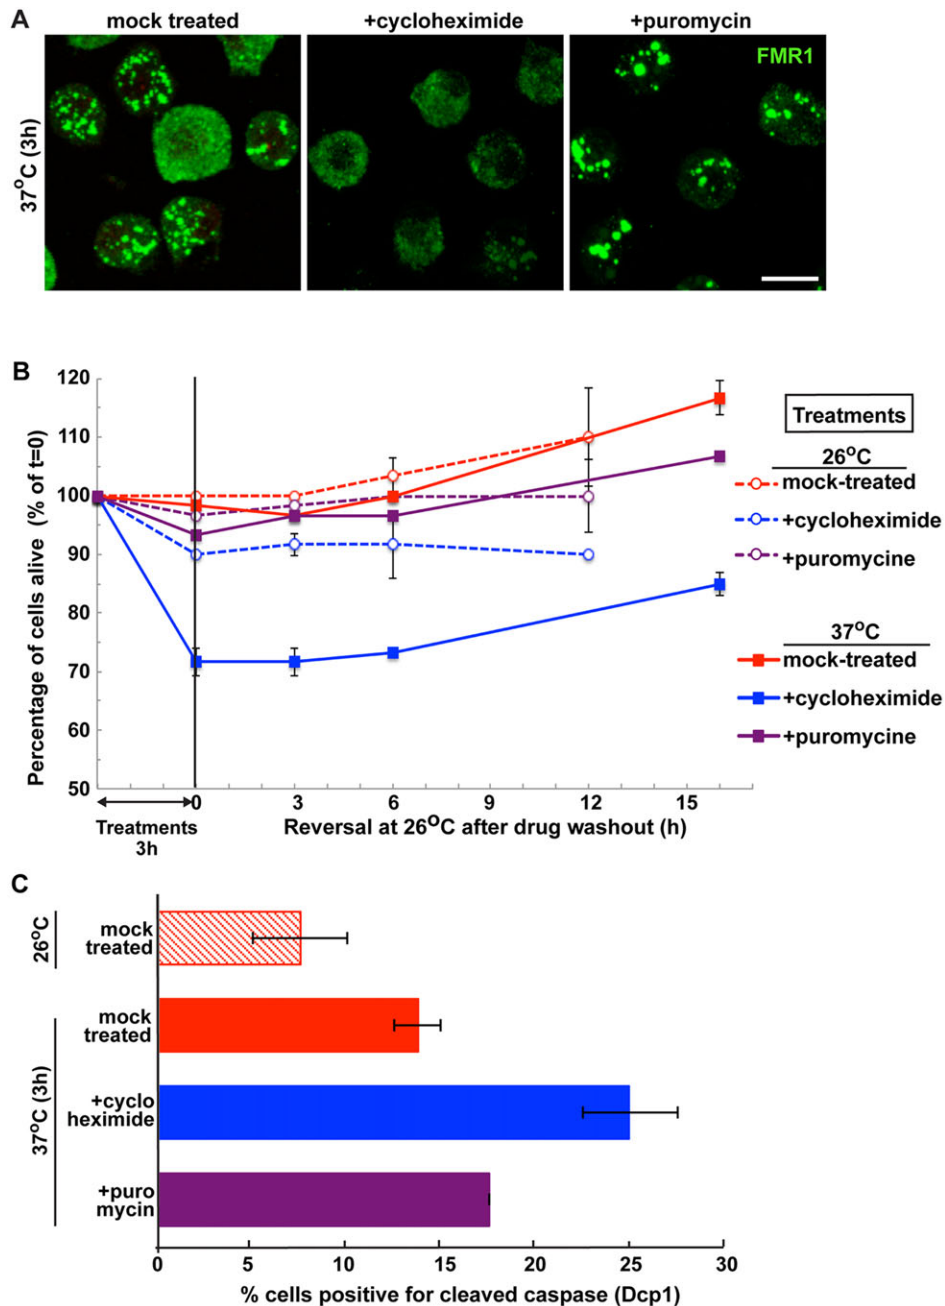 A
mock treated
+cycloheximide
+puromycin
37°C (3h)
FMR1
B
Percentage of cells alive (% of t=0)
120
110
100
90
80
70
60
50
0
3
6
9
12
15
Treatments
3h
Reversal at 26°C after drug washout (h)
Treatments
26°C
mock-treated
+cycloheximide
+puromycine
37°C
mock-treated
+cycloheximide
+puromycine
C
26°C
mock
treated
37°C (3h)
mock
treated
+cyclo
heximide
+puro
mycin
0
5
10
15
20
25
30
% cells positive for cleaved caspase (Dcp1)